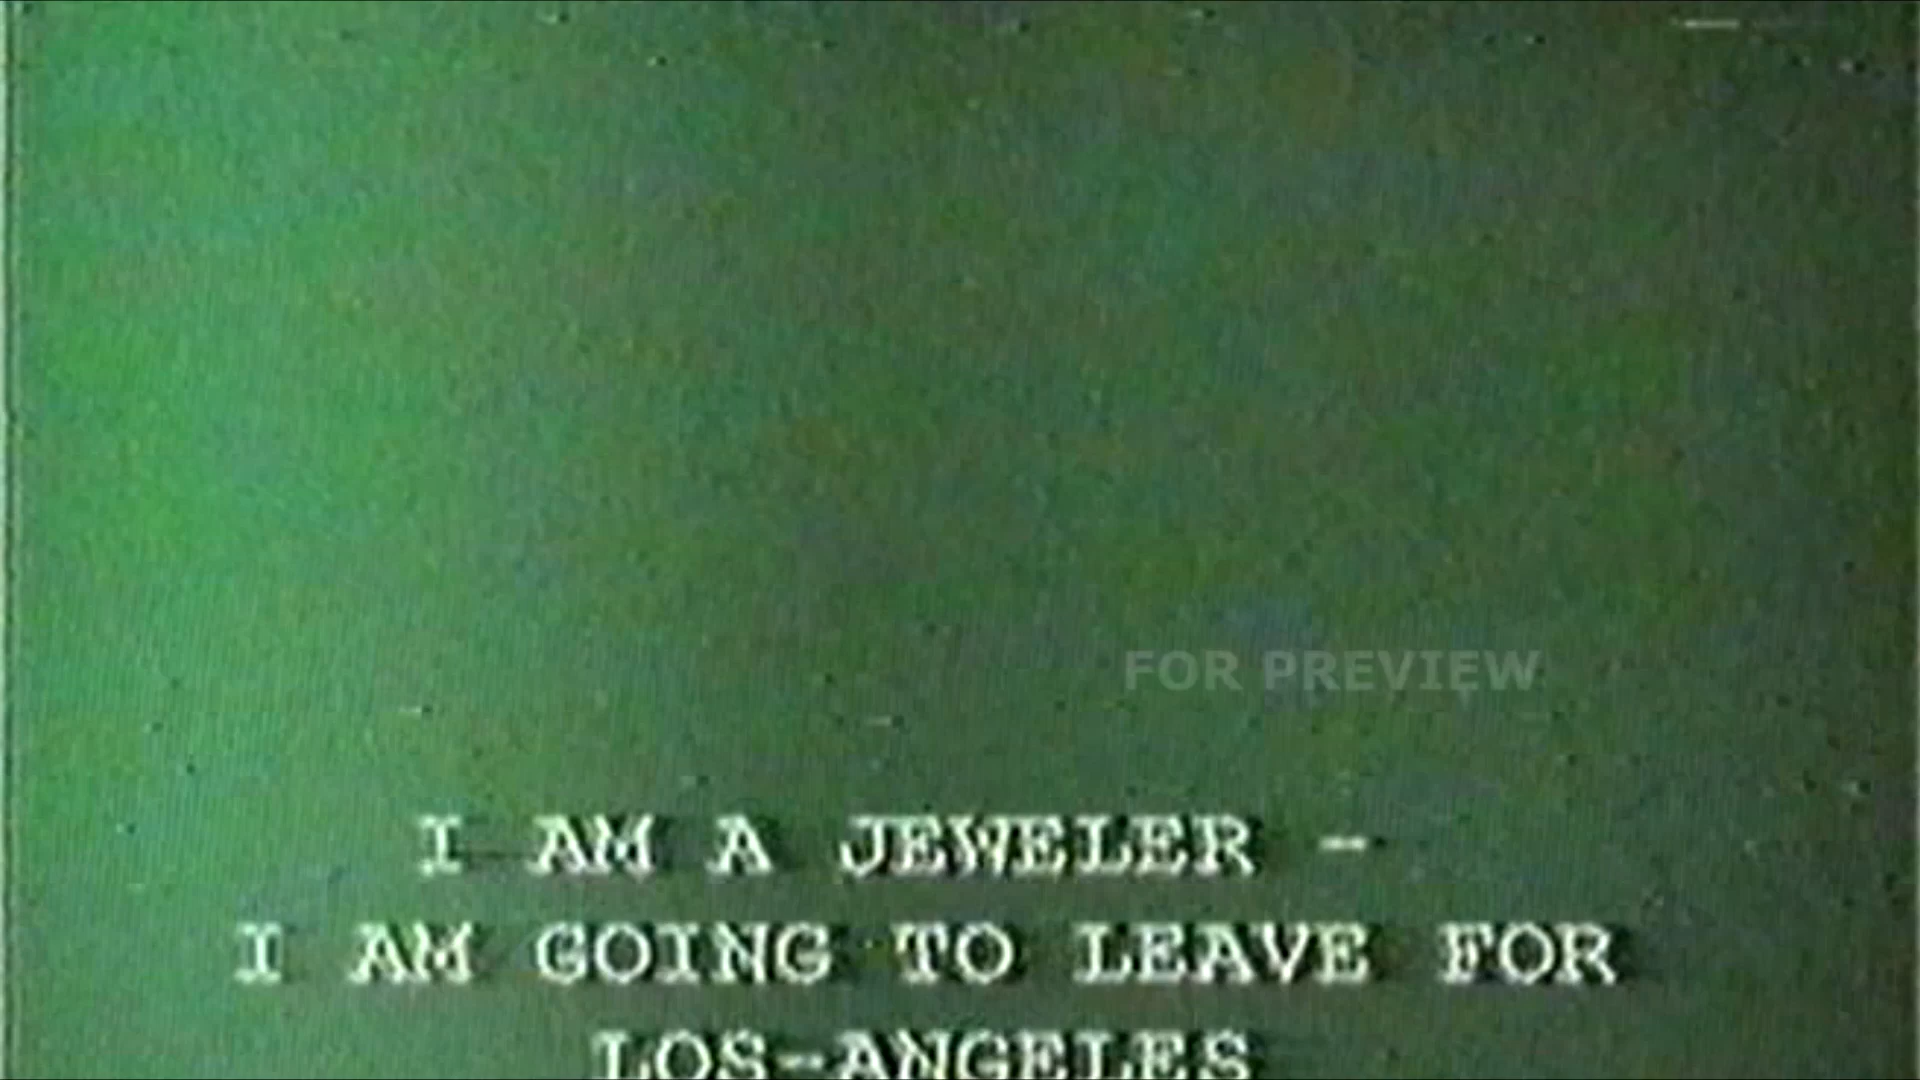 FOR PREVIEW
I AM A JEWELER -
I AM GOING TO LEAVE FOR
LOS-ANGELES